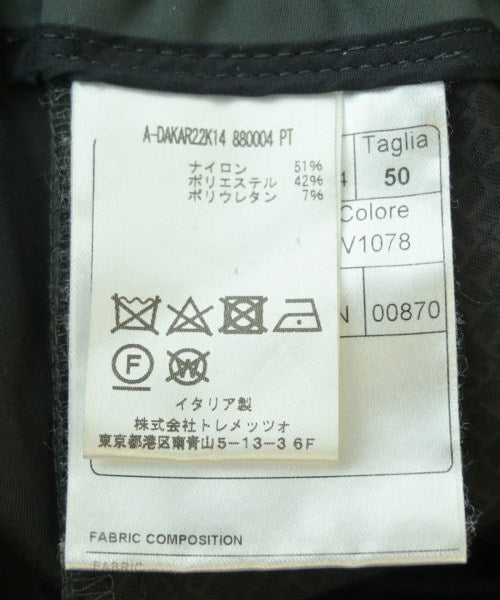 A-DAKAR22K14 880004 PT
ナイロン 51%
ポリエステル 42%
ポリウレタン 7%
F
W
イタリア製
株式会社トレメッツォ
東京都港区南青山5-13-3 6F
Taglia
4 50
Colore
V1078
N 00870
FABRIC COMPOSITION
FABRIC